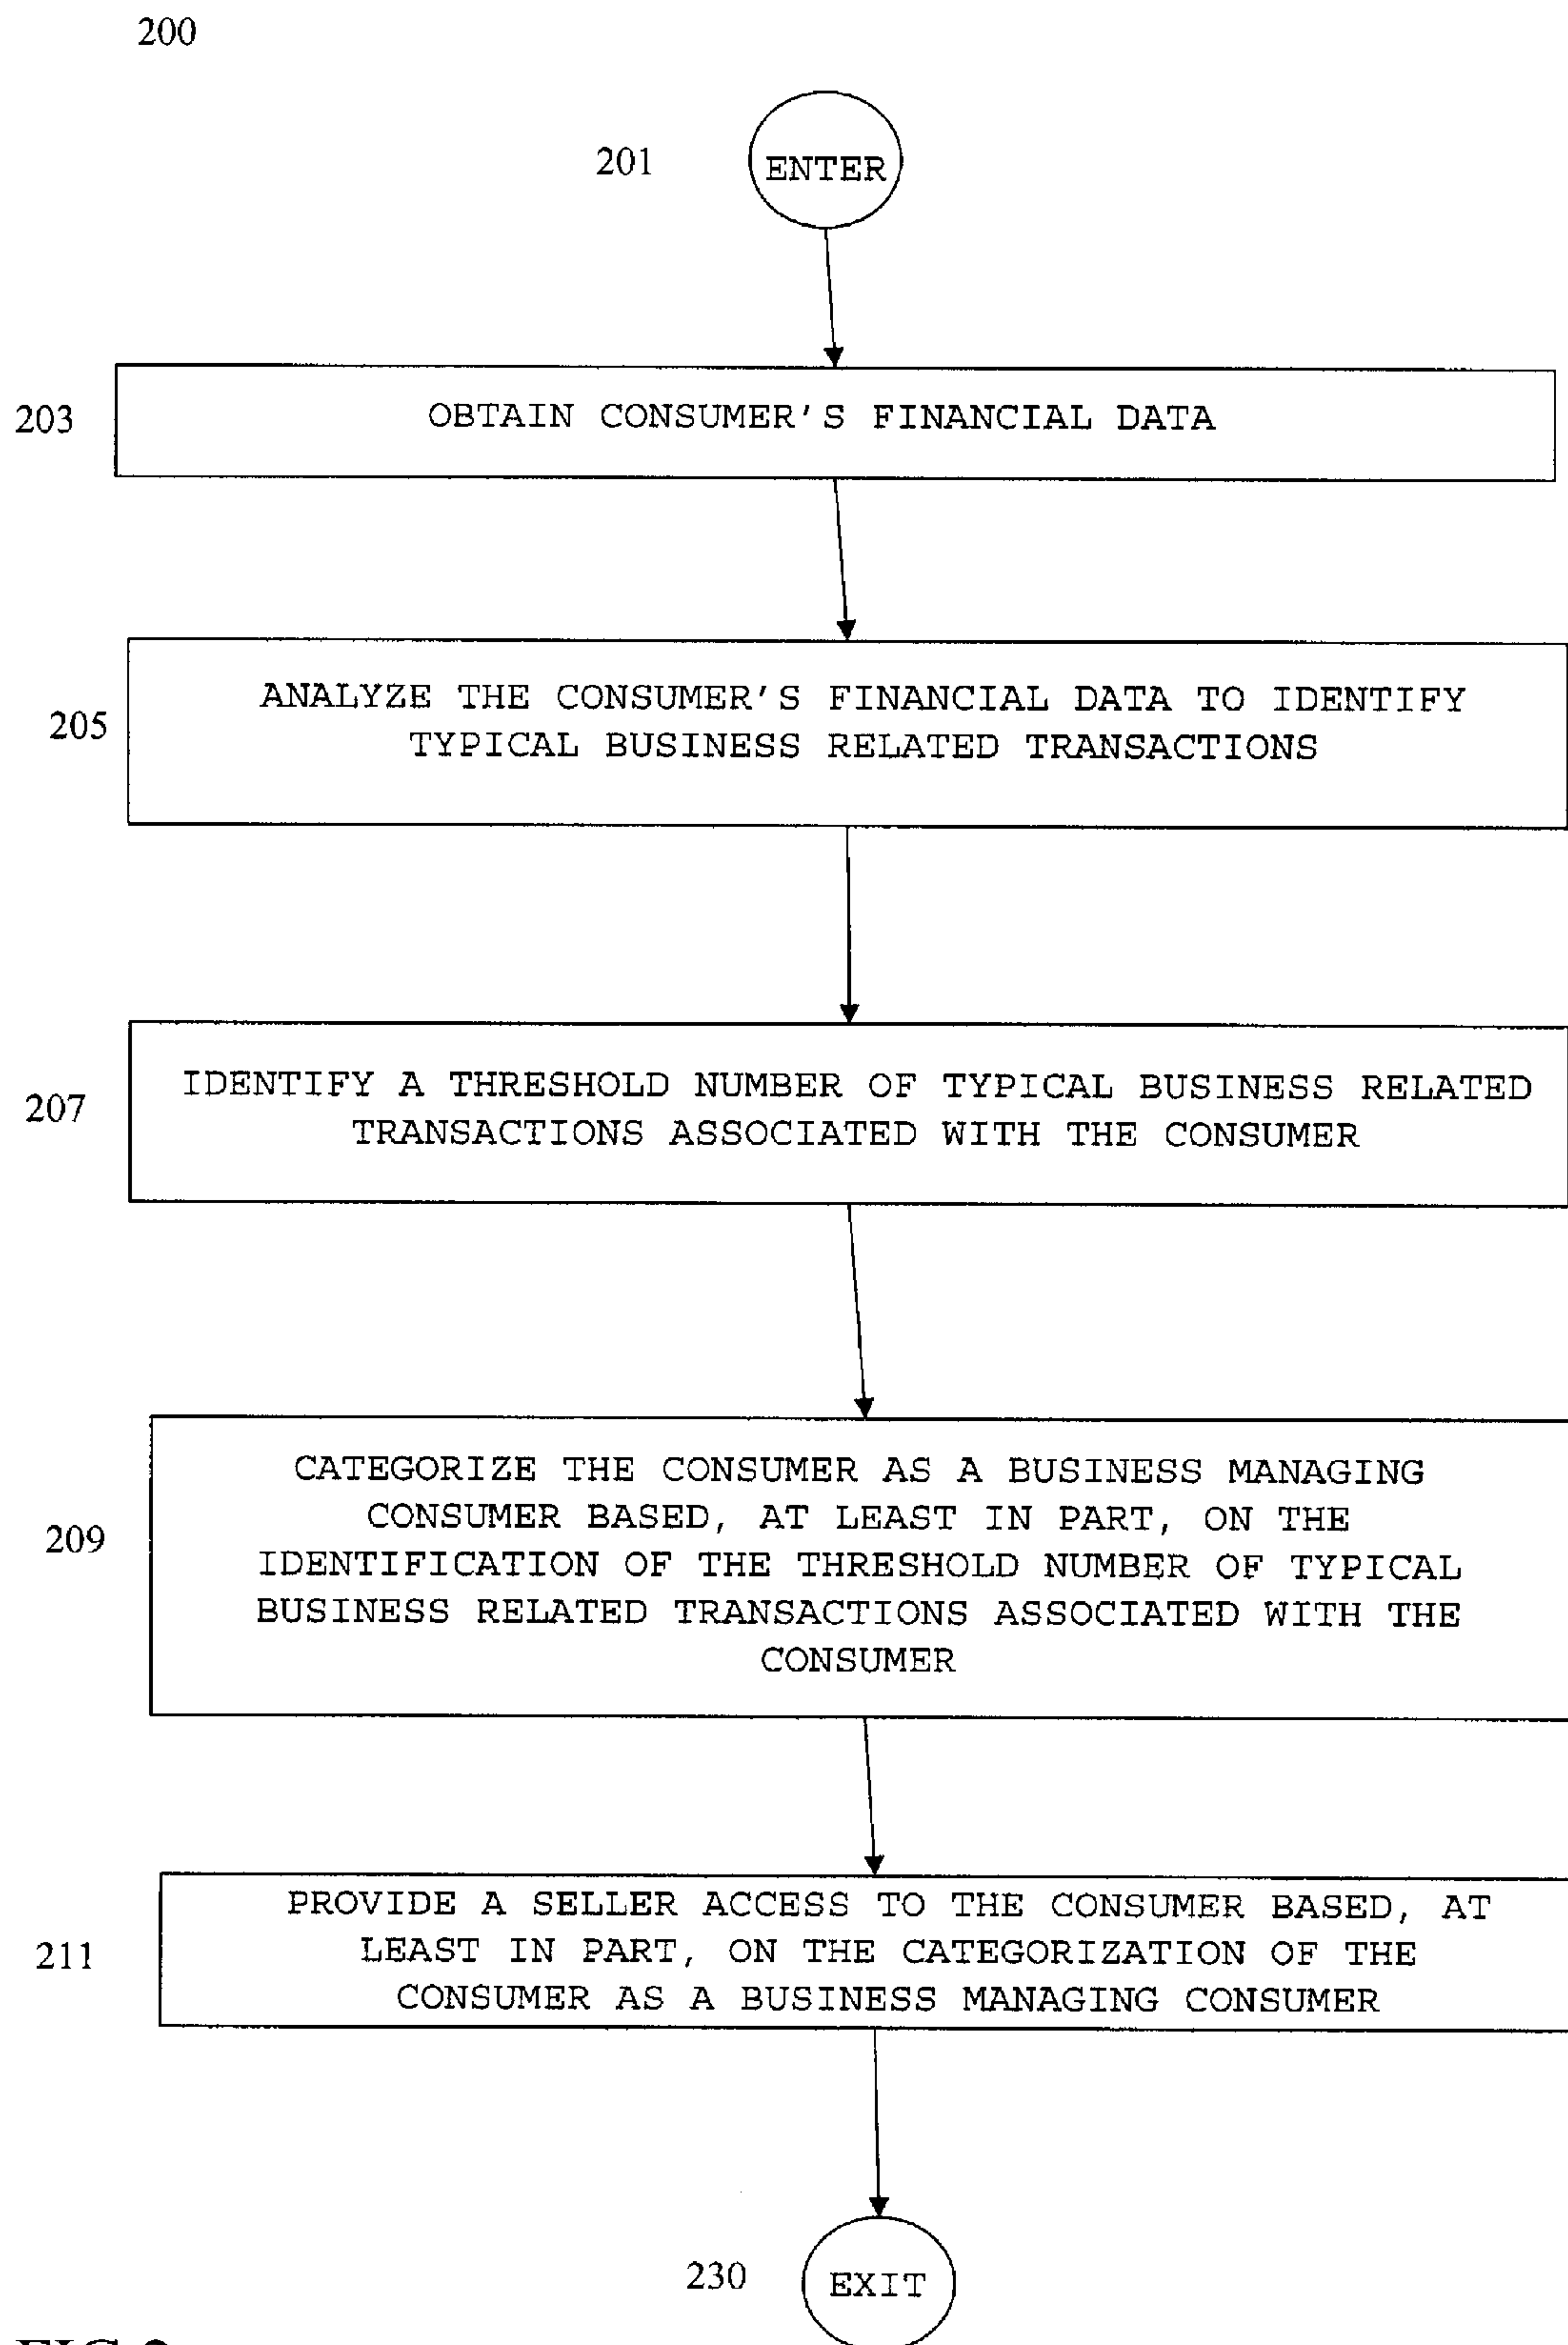 200
201
ENTER
203
OBTAIN CONSUMER'S FINANCIAL DATA
205
ANALYZE THE CONSUMER'S FINANCIAL DATA TO IDENTIFY
TYPICAL BUSINESS RELATED TRANSACTIONS
207
IDENTIFY A THRESHOLD NUMBER OF TYPICAL BUSINESS RELATED
TRANSACTIONS ASSOCIATED WITH THE CONSUMER
209
CATEGORIZE THE CONSUMER AS A BUSINESS MANAGING
CONSUMER BASED, AT LEAST IN PART, ON THE
IDENTIFICATION OF THE THRESHOLD NUMBER OF TYPICAL
BUSINESS RELATED TRANSACTIONS ASSOCIATED WITH THE
CONSUMER
211
PROVIDE A SELLER ACCESS TO THE CONSUMER BASED, AT
LEAST IN PART, ON THE CATEGORIZATION OF THE
CONSUMER AS A BUSINESS MANAGING CONSUMER
230
EXIT